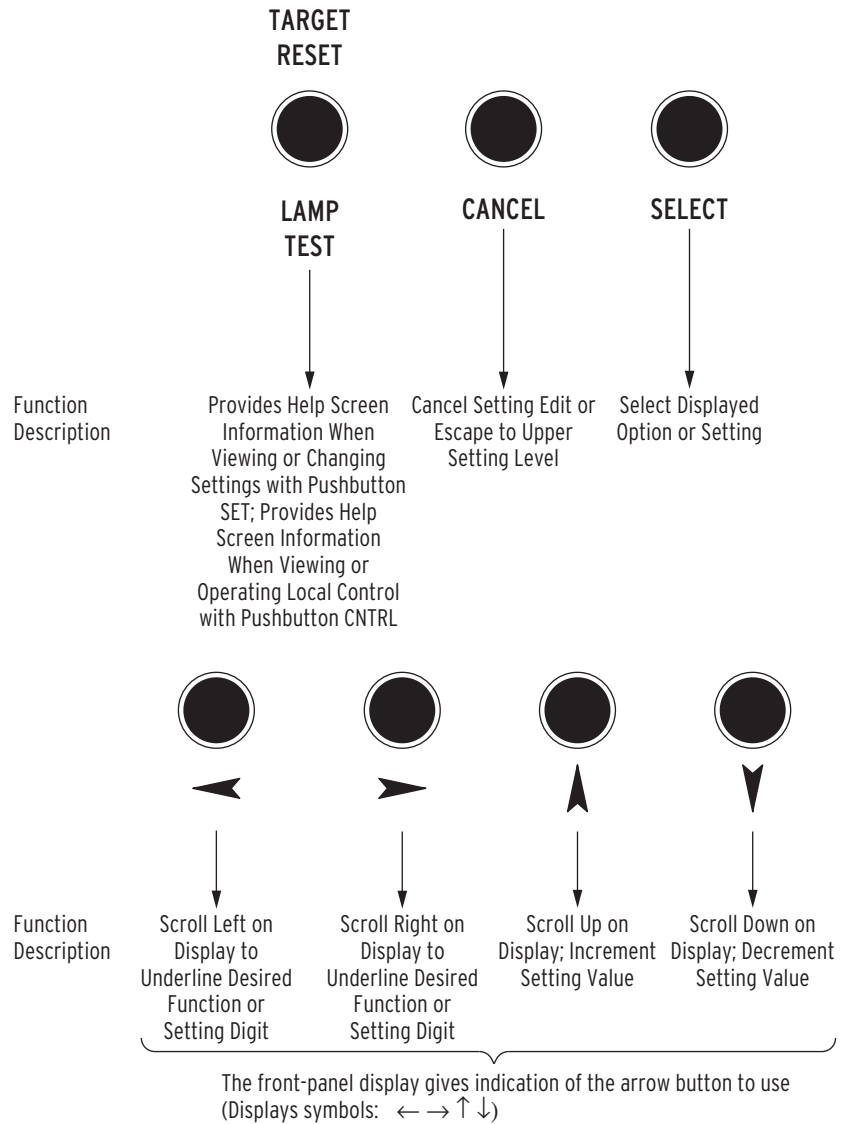 TARGET
RESET
LAMP
TEST
CANCEL
SELECT
Function
Description
Provides Help Screen
Information When
Viewing or Changing
Settings with Pushbutton
SET; Provides Help
Screen Information
When Viewing or
Operating Local Control
with Pushbutton CNTRL
Cancel Setting Edit or
Escape to Upper
Setting Level
Select Displayed
Option or Setting
Function
Description
Scroll Left on
Display to
Underline Desired
Function or
Setting Digit
Scroll Right on
Display to
Underline Desired
Function or
Setting Digit
Scroll Up on
Display; Increment
Setting Value
Scroll Down on
Display; Decrement
Setting Value
The front-panel display gives indication of the arrow button to use
(Displays symbols: ← → ↑ ↓)